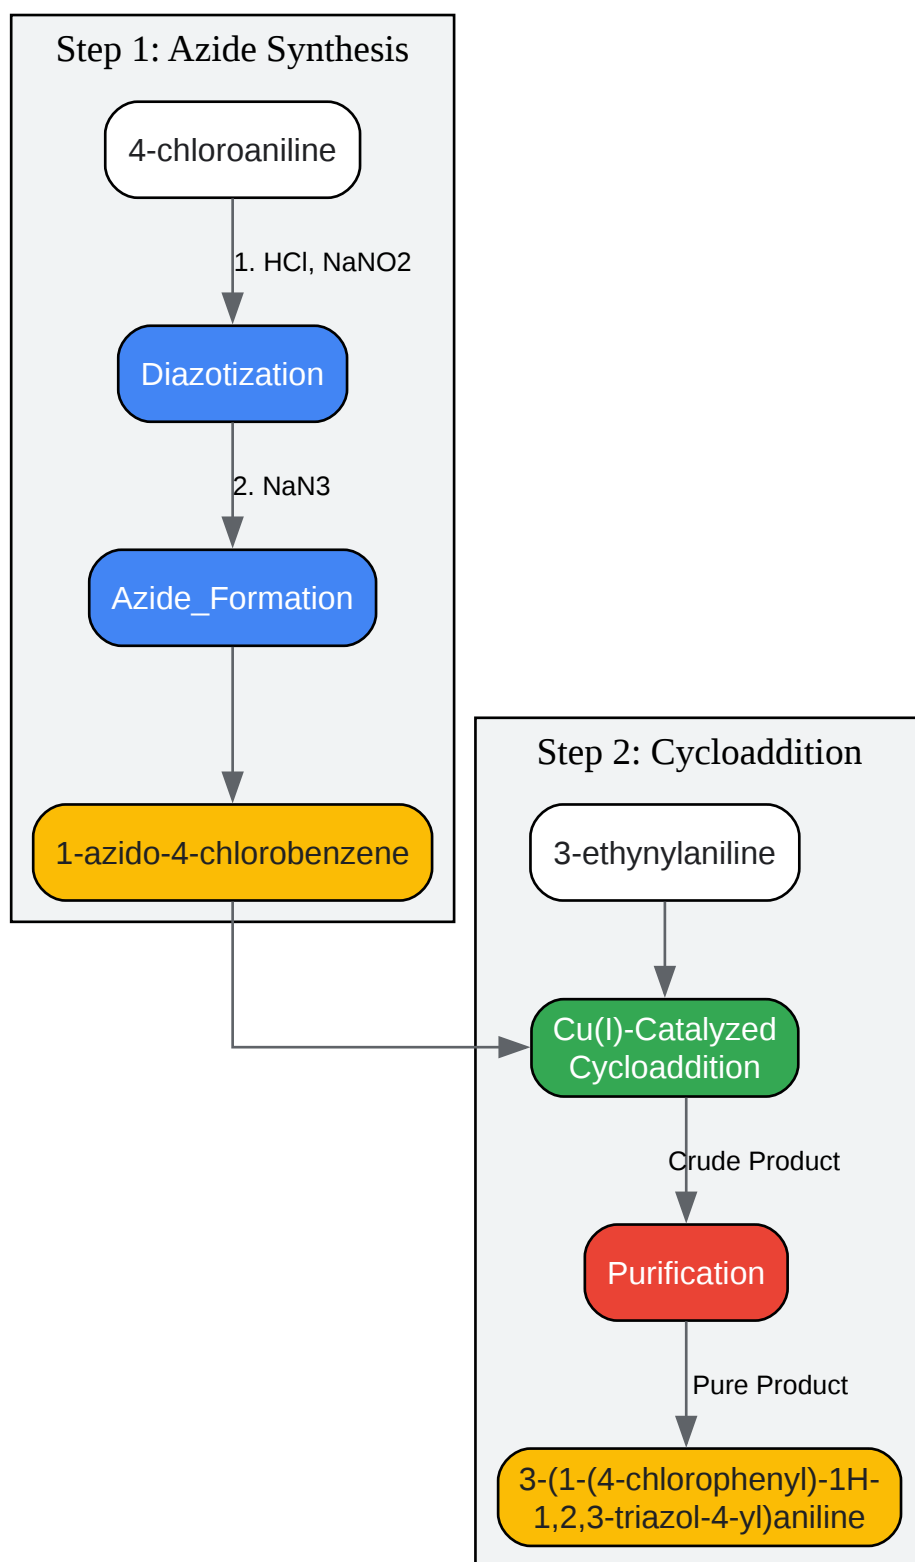 Step 1: Azide Synthesis
4-chloroaniline
1. HCl, NaNO2
Diazotization
2. NaN3
Azide_Formation
1-azido-4-chlorobenzene
Step 2: Cycloaddition
3-ethynylaniline
Cu(I)-Catalyzed
Cycloaddition
Crude Product
Purification
Pure Product
3-(1-(4-chlorophenyl)-1H-
1,2,3-triazol-4-yl)aniline